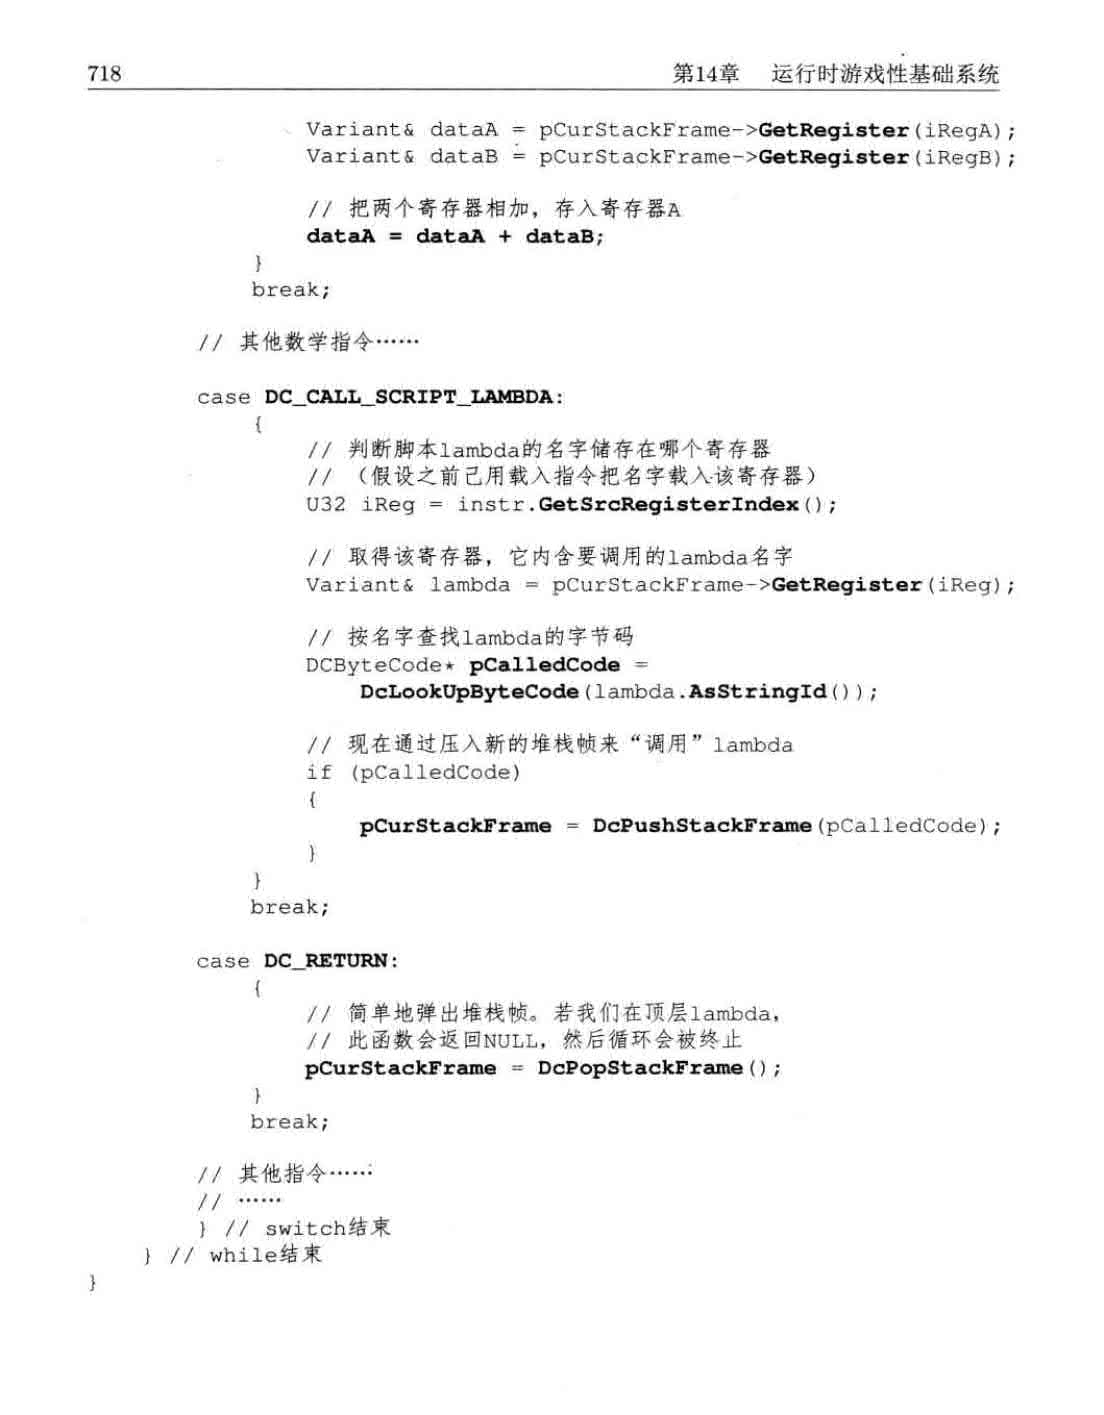 718 第14章 运行时游戏性基础系统
Variant& dataA = pCurStackFrame->GetRegister(iRegA);
Variant& dataB = pCurStackFrame->GetRegister(iRegB);
// 把两个寄存器相加，存入寄存器A
dataA = dataA + dataB;
}
break;
// 其他数学指令……
case DC_CALL_SCRIPT_LAMBDA:
{
// 判断脚本lambda的名字储存在哪个寄存器
// （假设之前已用载入指令把名字载入该寄存器）
U32 iReg = instr.GetSrcRegisterIndex();
// 取得该寄存器，它内含要调用的lambda名字
Variant& lambda = pCurStackFrame->GetRegister(iReg);
// 按名字查找lambda的字节码
DCByteCode* pCalledCode =
DcLookUpByteCode(lambda.AsStringId());
// 现在通过压入新的堆栈帧来“调用”lambda
if (pCalledCode)
{
pCurStackFrame = DcPushStackFrame(pCalledCode);
}
}
break;
case DC_RETURN:
{
// 简单地弹出堆栈帧。若我们在顶层lambda，
// 此函数会返回NULL，然后循环会被终止
pCurStackFrame = DcPopStackFrame();
}
break;
// 其他指令……
// ……
} // switch结束
} // while结束
}